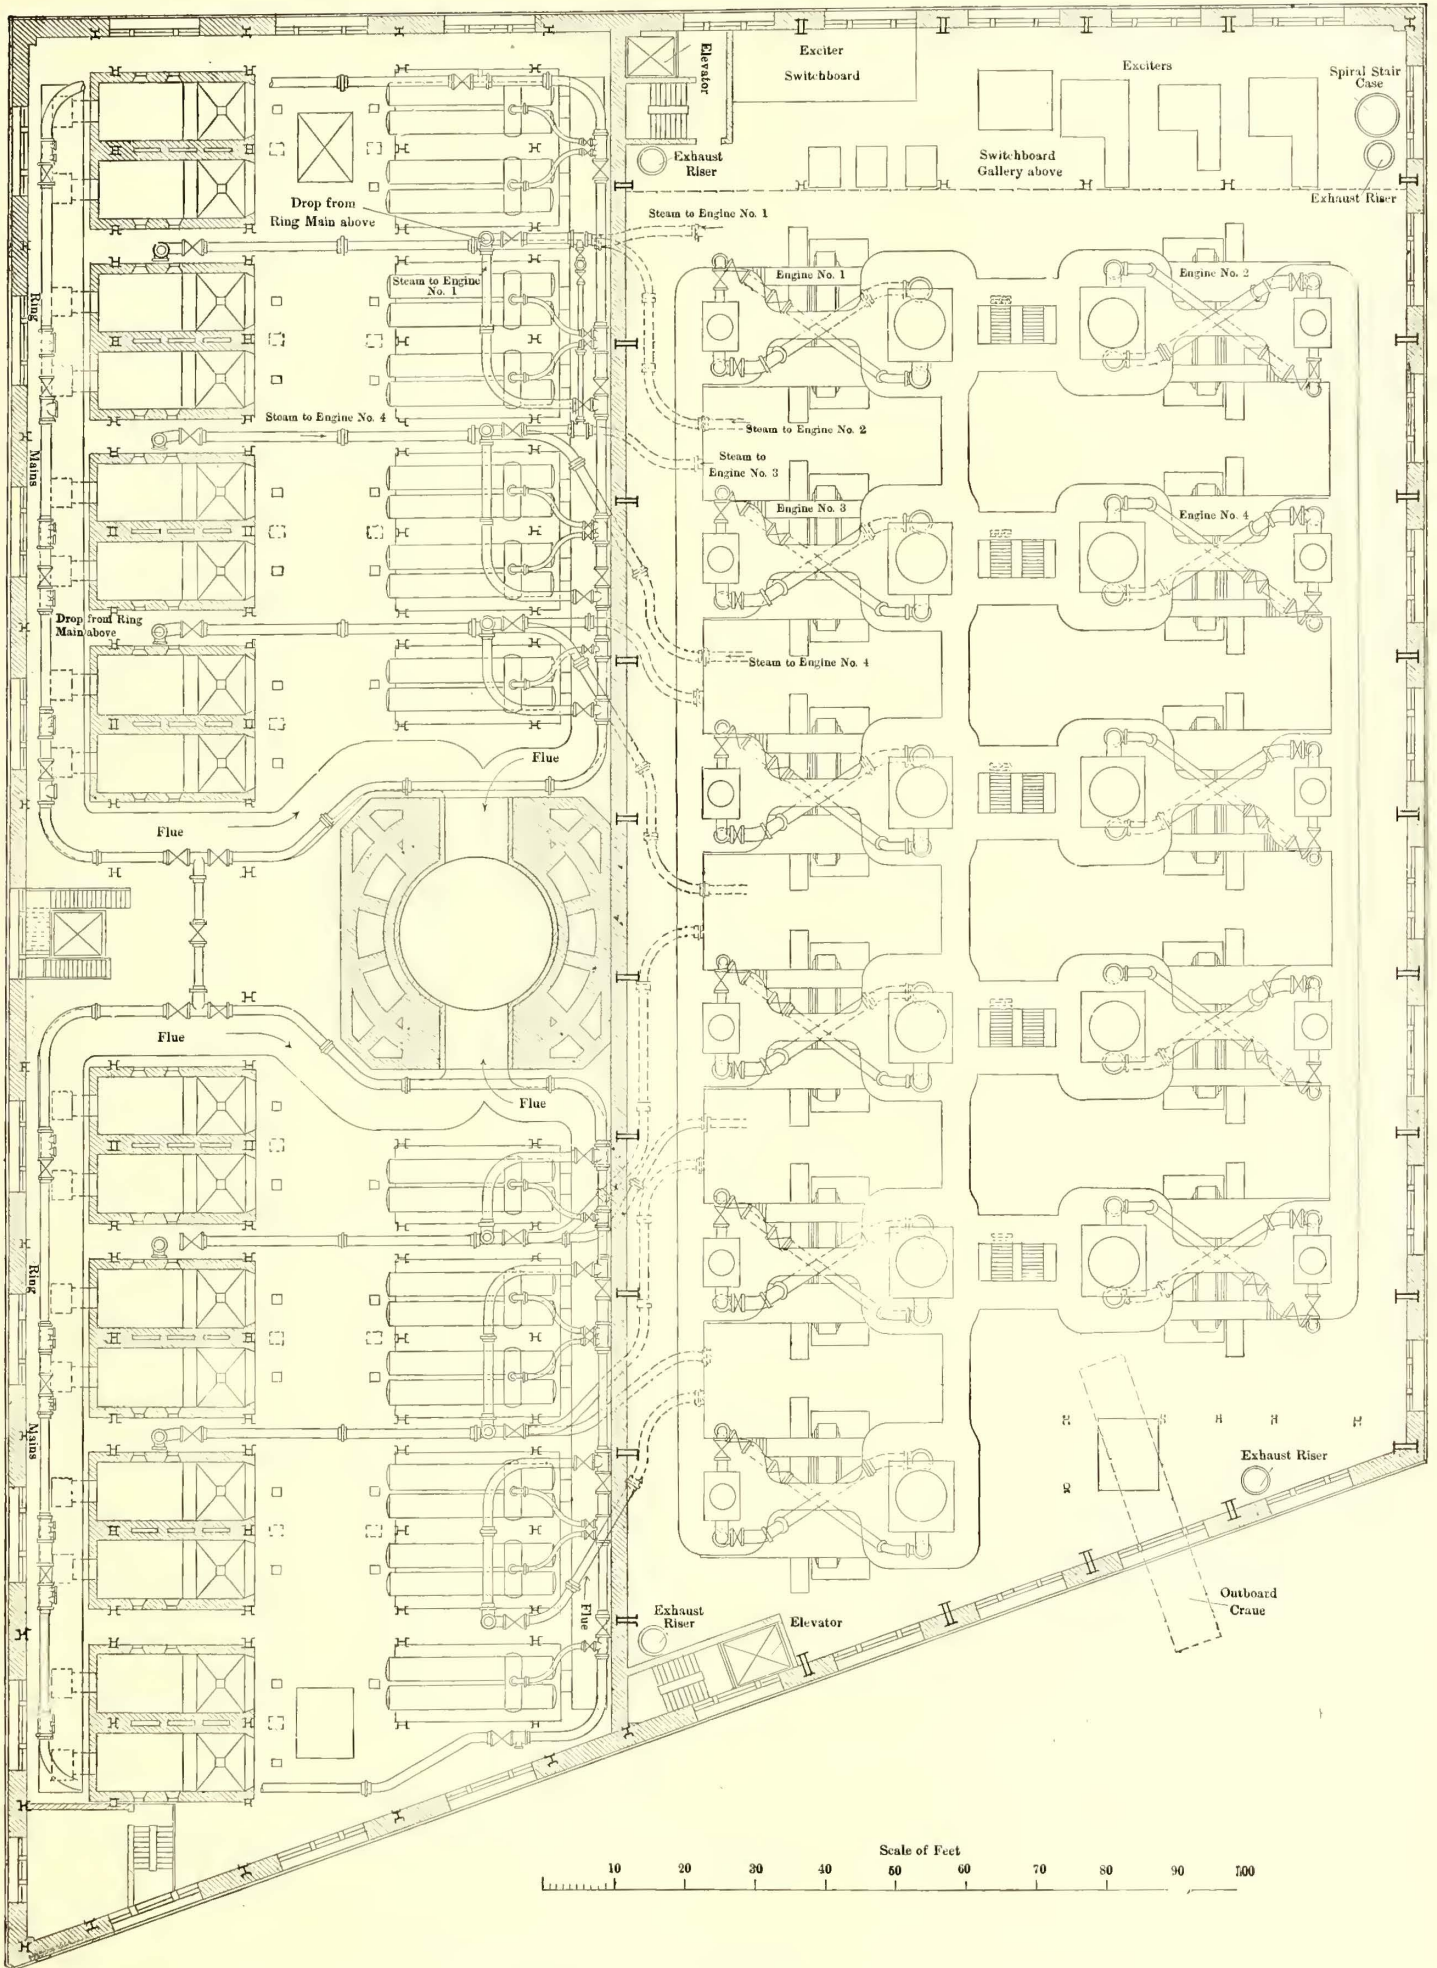 Elevator
Exciter
Switchboard
Exciters
Spiral Stair
Case
Exhaust
Riser
Switchboard
Gallery above
Exhaust Riser
Drop from
Ring Main above
Steam to Engine No. 1
Steam to Engine
No. 1
Engine No. 1
Engine No. 2
Ring
Steam to Engine No. 4
Steam to Engine No. 2
Mains
Steam to
Engine No. 3
Engine No. 3
Engine No. 4
Drop from Ring
Main above
Steam to Engine No. 4
Flue
Flue
Flue
Flue
Ring
Mains
Exhaust Riser
Flue
Exhaust
Riser
Elevator
Outboard
Crane
Scale of Feet
10 20 30 40 50 60 70 80 90 100